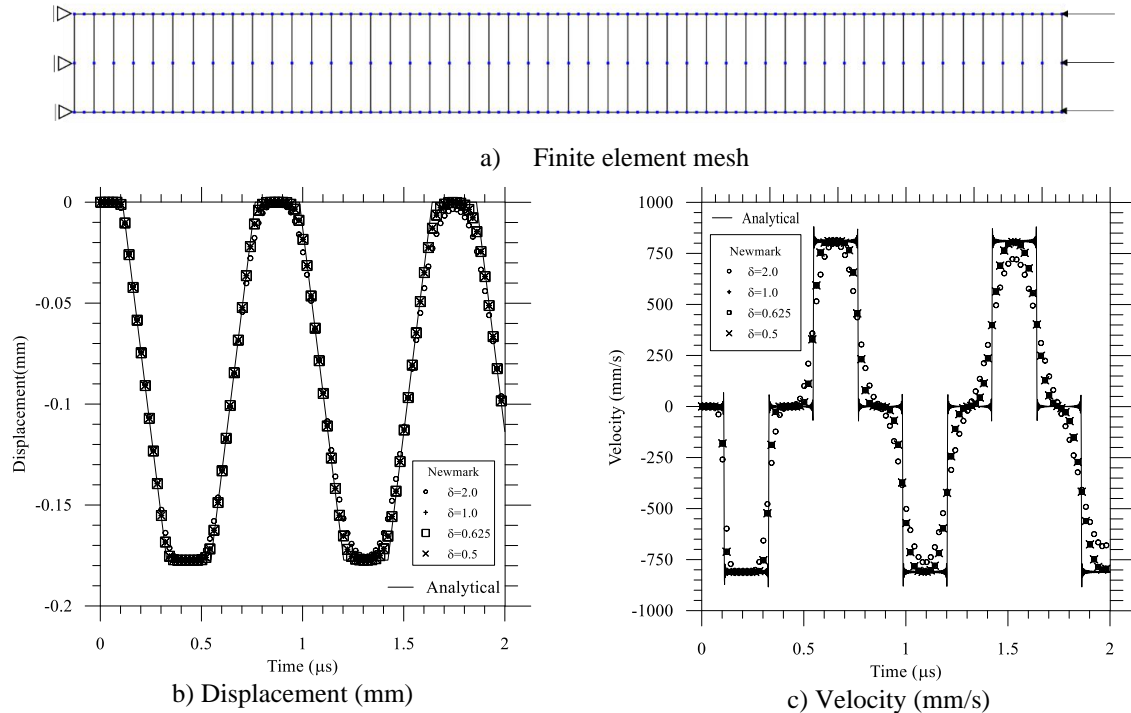 a) Finite element mesh
0
-0.05
-0.1
-0.15
-0.2
Displacement(mm)
Newmark
δ=2.0
δ=1.0
δ=0.625
δ=0.5
Analytical
0 0.5 1 1.5 2
Time (μs)
b) Displacement (mm)
1000
750
500
250
0
-250
-500
-750
-1000
Velocity (mm/s)
Analytical
Newmark
δ=2.0
δ=1.0
δ=0.625
δ=0.5
0 0.5 1 1.5 2
Time (μs)
c) Velocity (mm/s)